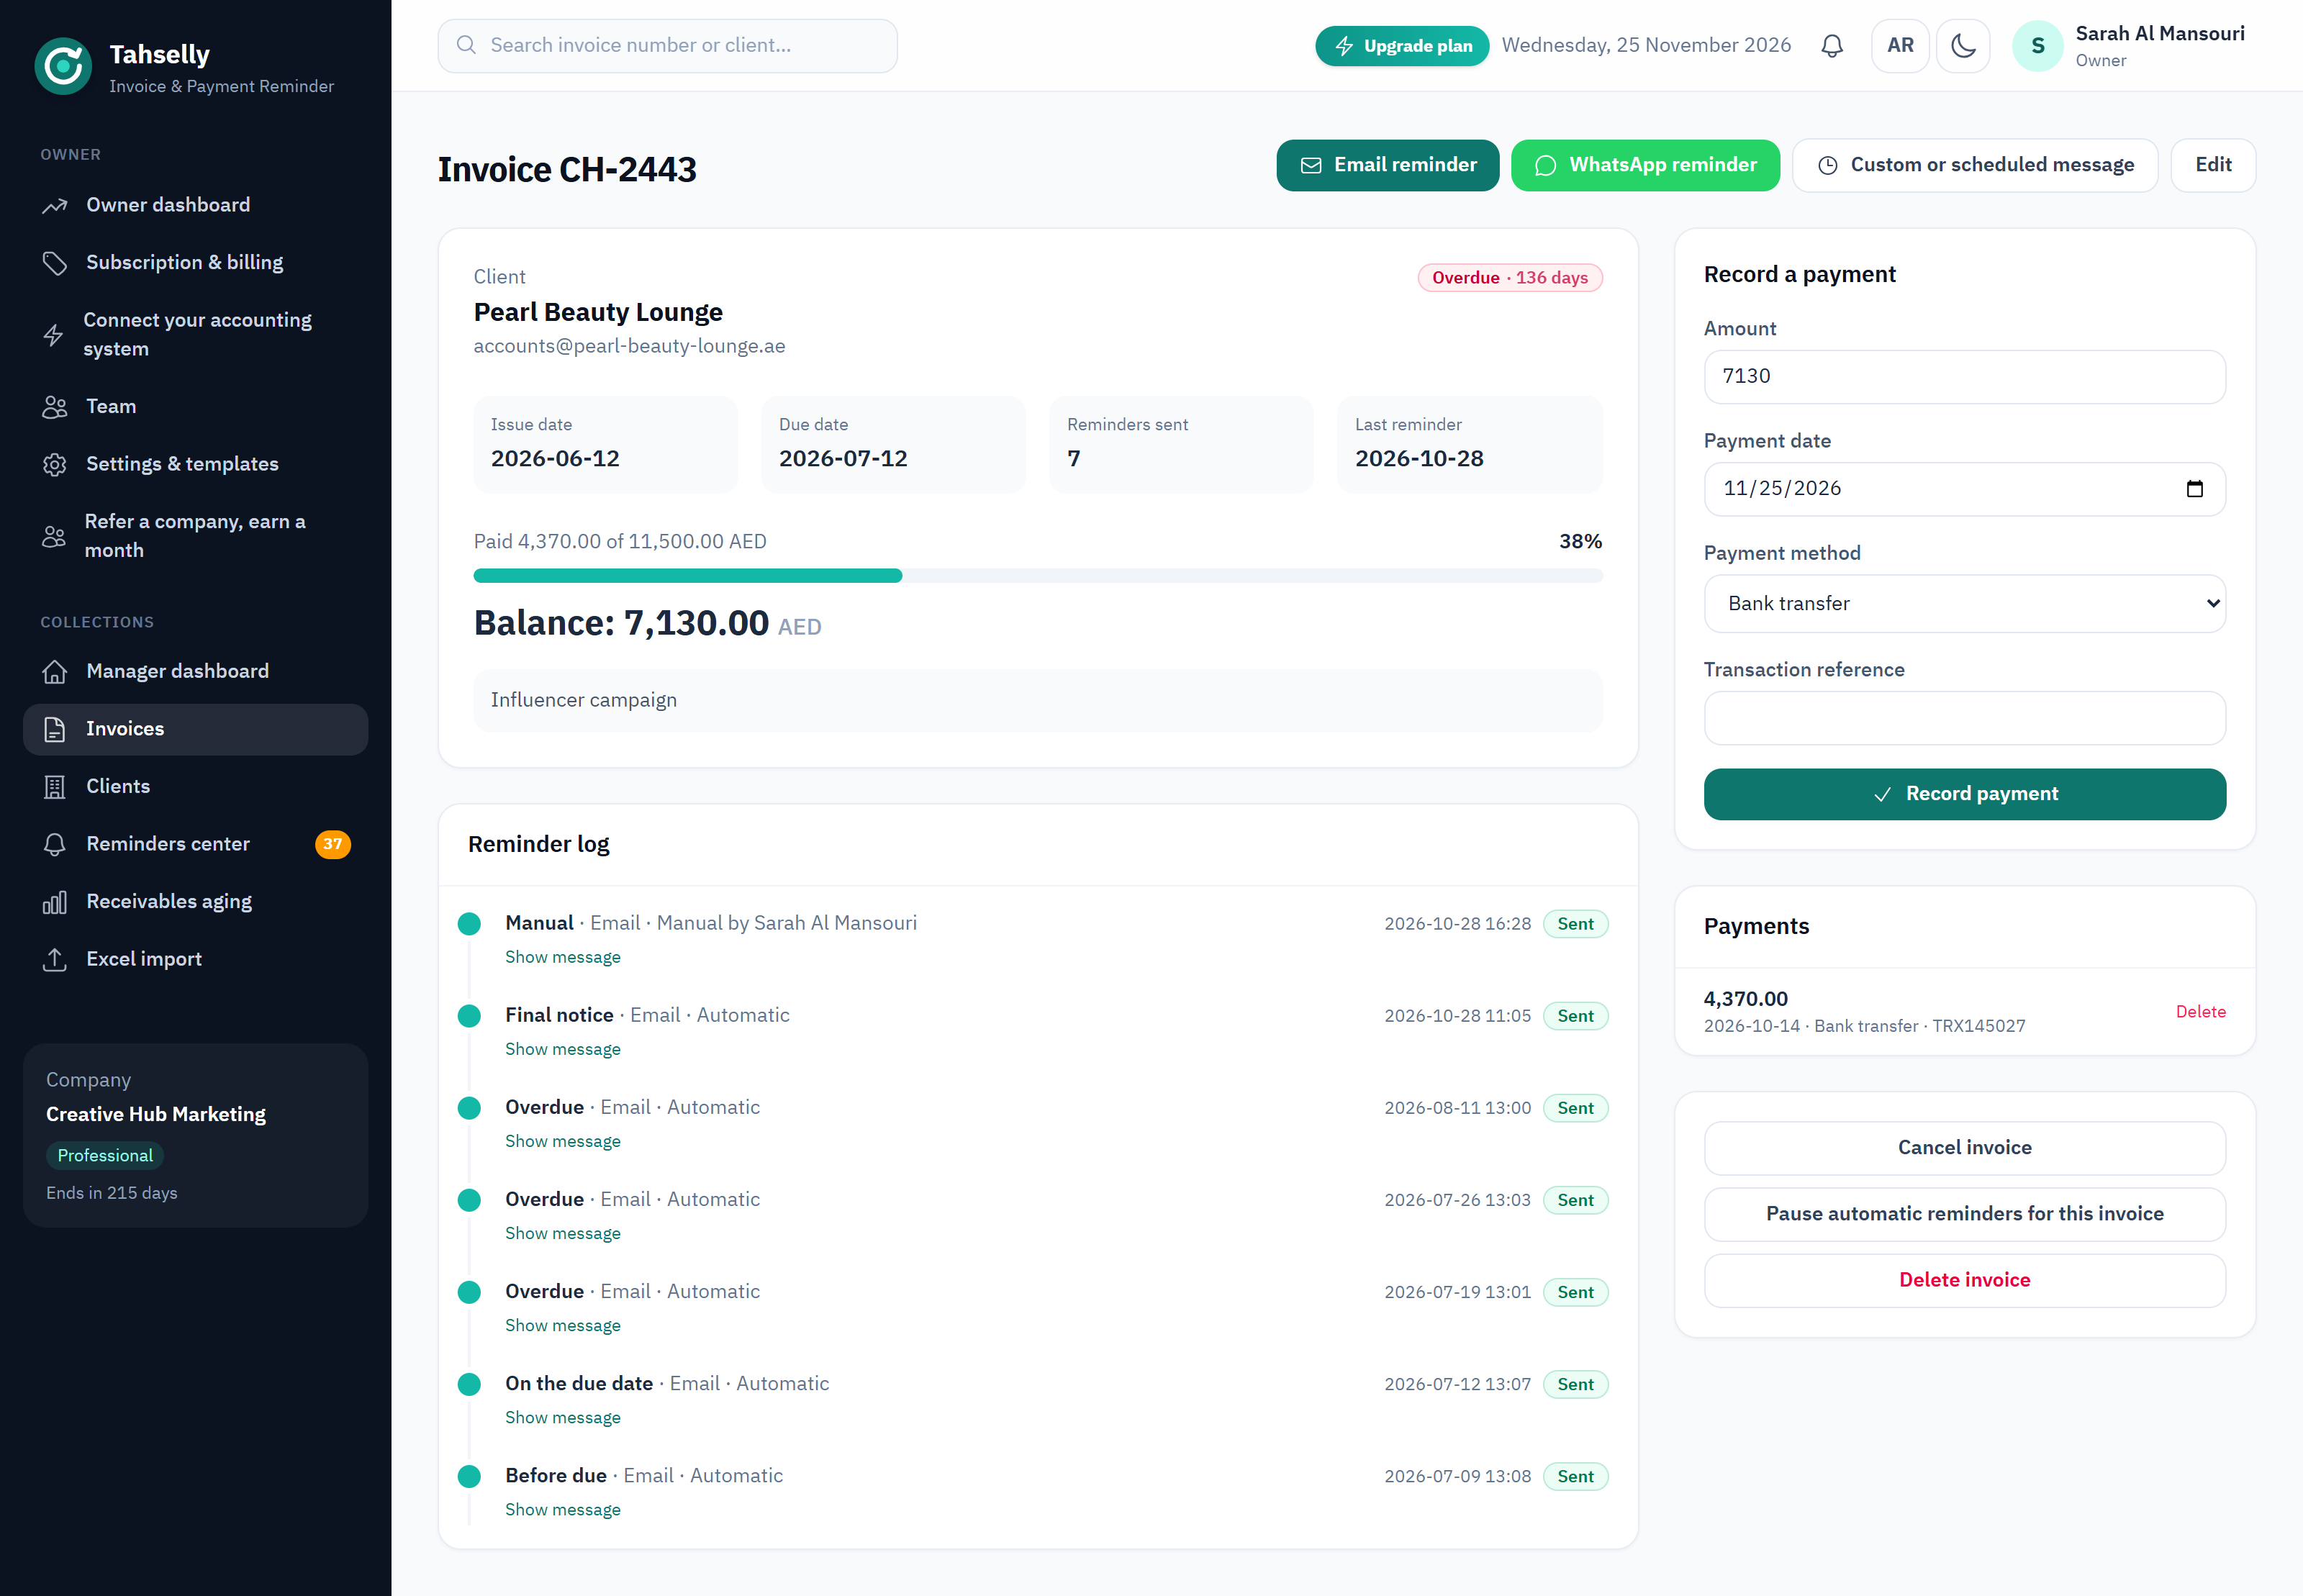 Tahselly
Invoice & Payment Reminder
OWNER
Owner dashboard
Subscription & billing
Connect your accounting
system
Team
Settings & templates
Refer a company, earn a
month
COLLECTIONS
Manager dashboard
Invoices
Clients
Reminders center 37
Receivables aging
Excel import
Company
Creative Hub Marketing
Professional
Ends in 215 days
Search invoice number or client...
Upgrade plan
Wednesday, 25 November 2026
AR
S
Sarah Al Mansouri
Owner
Invoice CH-2443
Email reminder
WhatsApp reminder
Custom or scheduled message
Edit
Client
Overdue · 136 days
Pearl Beauty Lounge
accounts@pearl-beauty-lounge.ae
Issue date
2026-06-12
Due date
2026-07-12
Reminders sent
7
Last reminder
2026-10-28
Paid 4,370.00 of 11,500.00 AED 38%
Balance: 7,130.00 AED
Influencer campaign
Reminder log
Manual · Email · Manual by Sarah Al Mansouri 2026-10-28 16:28 Sent
Show message
Final notice · Email · Automatic 2026-10-28 11:05 Sent
Show message
Overdue · Email · Automatic 2026-08-11 13:00 Sent
Show message
Overdue · Email · Automatic 2026-07-26 13:03 Sent
Show message
Overdue · Email · Automatic 2026-07-19 13:01 Sent
Show message
On the due date · Email · Automatic 2026-07-12 13:07 Sent
Show message
Before due · Email · Automatic 2026-07-09 13:08 Sent
Show message
Record a payment
Amount
7130
Payment date
11/25/2026
Payment method
Bank transfer
Transaction reference
Record payment
Payments
4,370.00
2026-10-14 · Bank transfer · TRX145027
Delete
Cancel invoice
Pause automatic reminders for this invoice
Delete invoice